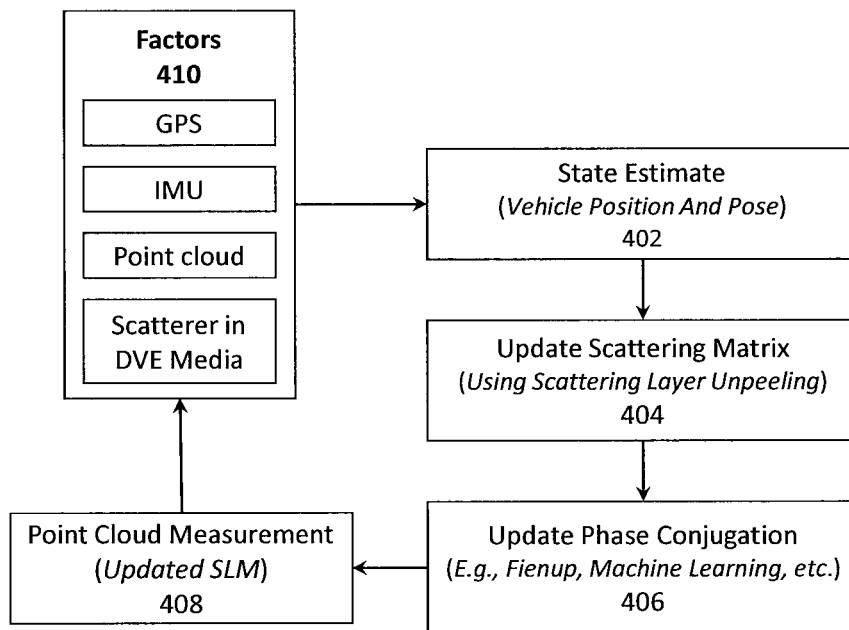 Factors
410
GPS
IMU
Point cloud
Scatterer in
DVE Media
State Estimate
(Vehicle Position And Pose)
402
Update Scattering Matrix
(Using Scattering Layer Unpeeling)
404
Update Phase Conjugation
(E.g., Fienup, Machine Learning, etc.)
406
Point Cloud Measurement
(Updated SLM)
408